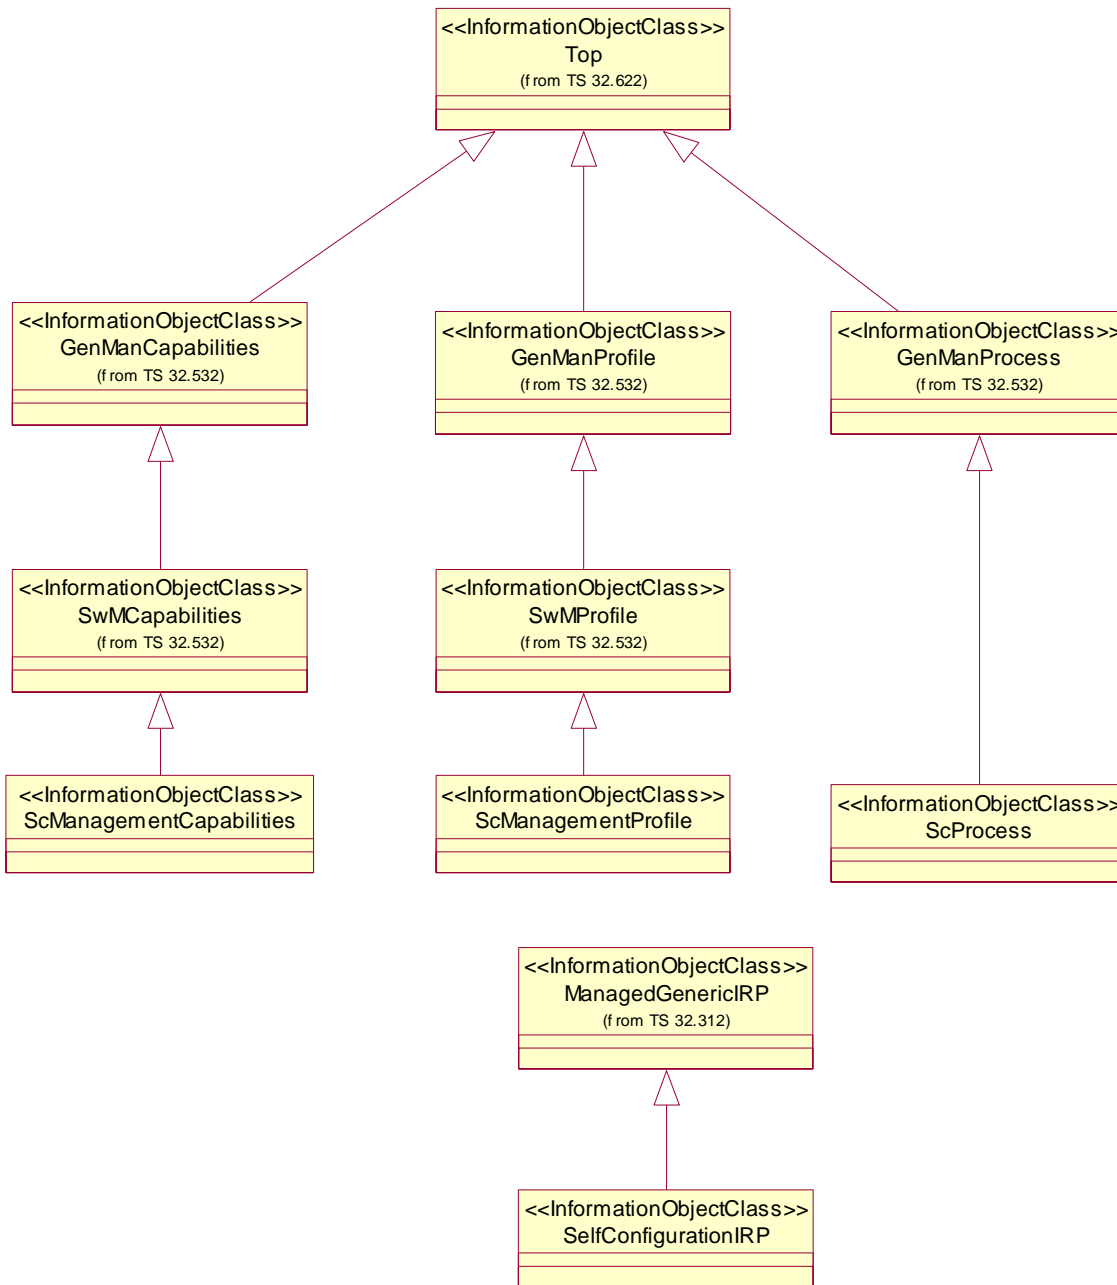 <<InformationObjectClass>>
Top
(from TS 32.622)
<<InformationObjectClass>>
GenManCapabilities
(from TS 32.532)
<<InformationObjectClass>>
GenManProfile
(from TS 32.532)
<<InformationObjectClass>>
GenManProcess
(from TS 32.532)
<<InformationObjectClass>>
SwMCapabilities
(from TS 32.532)
<<InformationObjectClass>>
SwMProfile
(from TS 32.532)
<<InformationObjectClass>>
ScManagementCapabilities
<<InformationObjectClass>>
ScManagementProfile
<<InformationObjectClass>>
ScProcess
<<InformationObjectClass>>
ManagedGenericIRP
(from TS 32.312)
<<InformationObjectClass>>
SelfConfigurationIRP